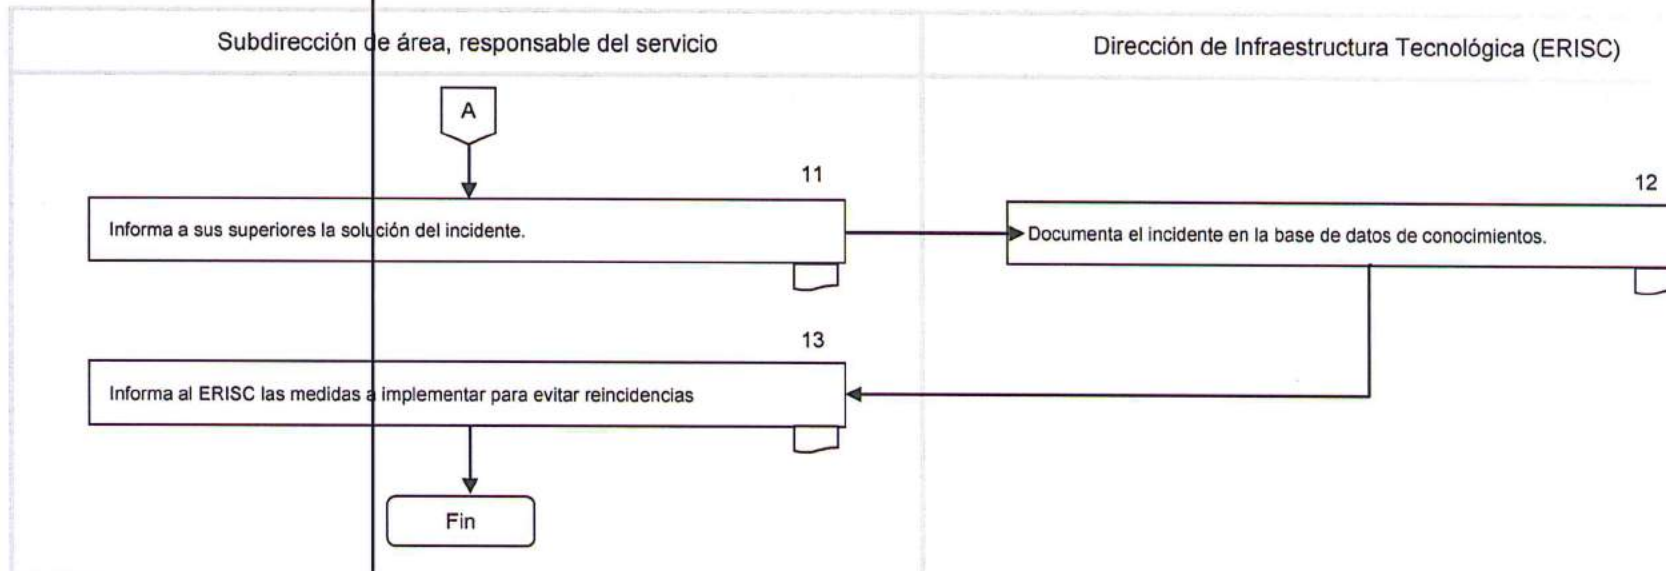 Subdirección de área, responsable del servicio
Dirección de Infraestructura Tecnológica (ERISC)
A
11
Informa a sus superiores la solución del incidente.
12
Documenta el incidente en la base de datos de conocimientos.
13
Informa al ERISC las medidas a implementar para evitar reincidencias
Fin